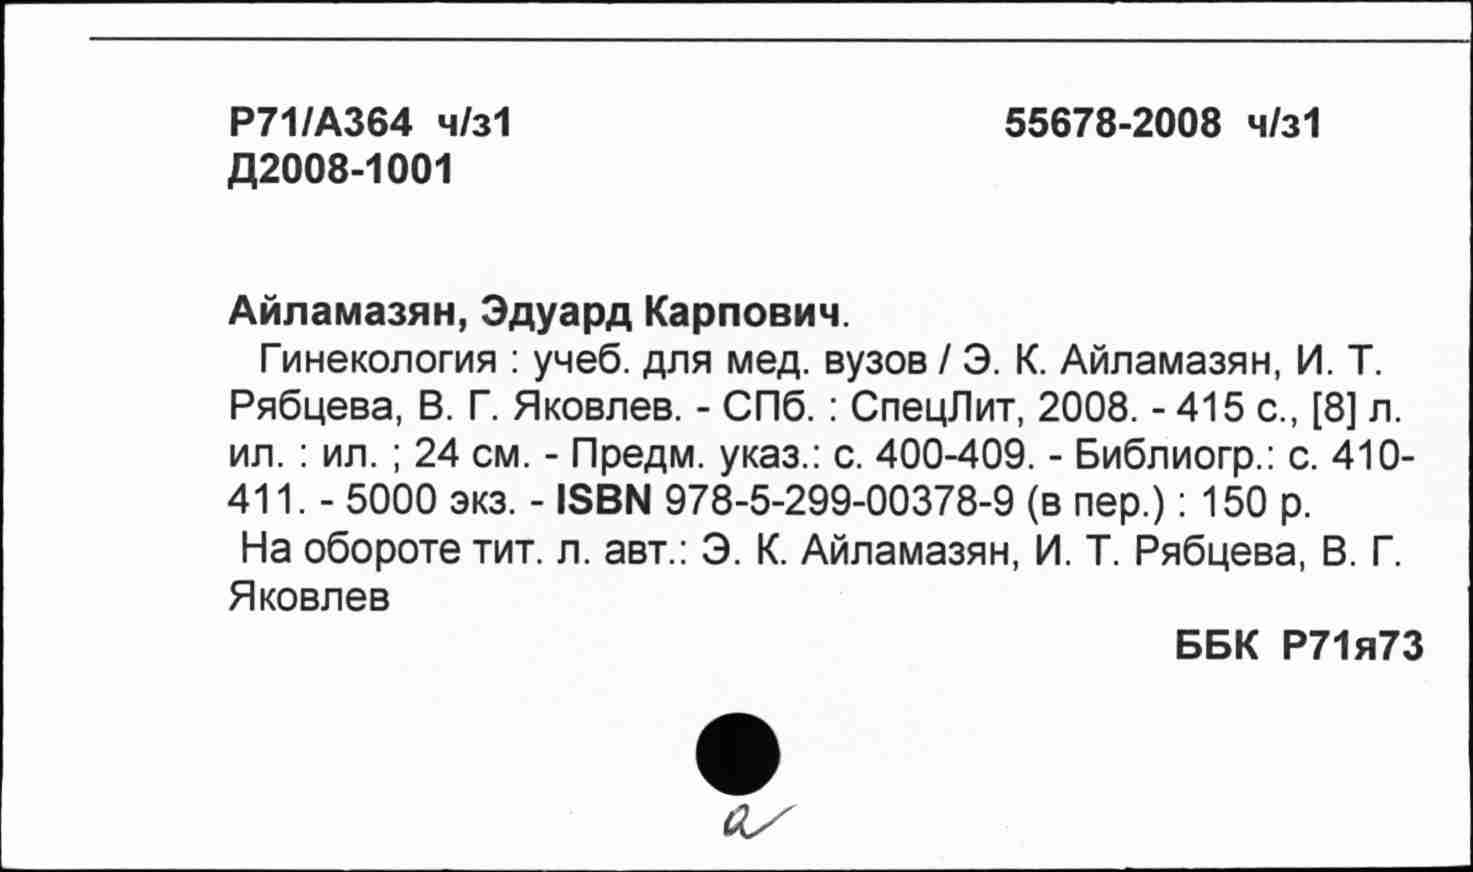 Р71/А364 ч/з1 55678-2008 ч/з1
Д2008-1001
Айламазян, Эдуард Карпович.
Гинекология : учеб. для мед. вузов / Э. К. Айламазян, И. Т.
Рябцева, В. Г. Яковлев. - СПб. : СпецЛит, 2008. - 415 с., [8] л.
ил. : ил. ; 24 см. - Предм. указ.: с. 400-409. - Библиогр.: с. 410-
411. - 5000 экз. - ISBN 978-5-299-00378-9 (в пер.) : 150 р.
На обороте тит. л. авт.: Э. К. Айламазян, И. Т. Рябцева, В. Г.
Яковлев
ББК Р71я73
а